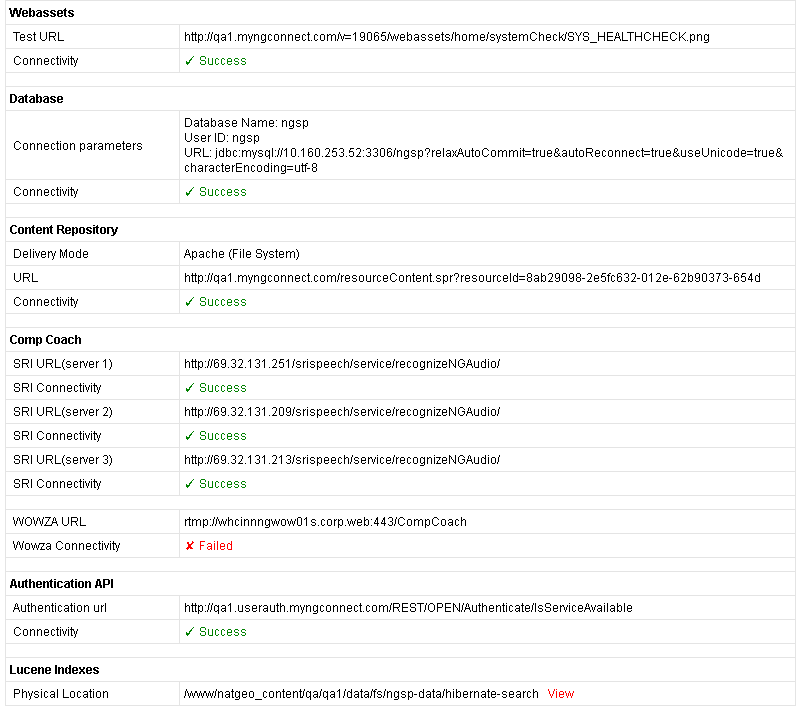 Webassets
Test URL http://qa1.myngconnect.com/v=19065/webassets/home/systemCheck/SYS_HEALTHCHECK.png
Connectivity ✓ Success
Database
Connection parameters
Database Name: ngsp
User ID: ngsp
URL: jdbc:mysql://10.160.253.52:3306/ngsp?relaxAutoCommit=true&autoReconnect=true&useUnicode=true&
characterEncoding=utf-8
Connectivity ✓ Success
Content Repository
Delivery Mode Apache (File System)
URL http://qa1.myngconnect.com/resourceContent.spr?resourceId=8ab29098-2e5fc632-012e-62b90373-654d
Connectivity ✓ Success
Comp Coach
SRI URL(server 1) http://69.32.131.251/srispeech/service/recognizeNGAudio/
SRI Connectivity ✓ Success
SRI URL(server 2) http://69.32.131.209/srispeech/service/recognizeNGAudio/
SRI Connectivity ✓ Success
SRI URL(server 3) http://69.32.131.213/srispeech/service/recognizeNGAudio/
SRI Connectivity ✓ Success
WOWZA URL rtmp://whcinnngwow01s.corp.web:443/CompCoach
Wowza Connectivity ✘ Failed
Authentication API
Authentication url http://qa1.userauth.myngconnect.com/REST/OPEN/Authenticate/IsServiceAvailable
Connectivity ✓ Success
Lucene Indexes
Physical Location /www/natgeo_content/qa/qa1/data/fs/ngsp-data/hibernate-search View